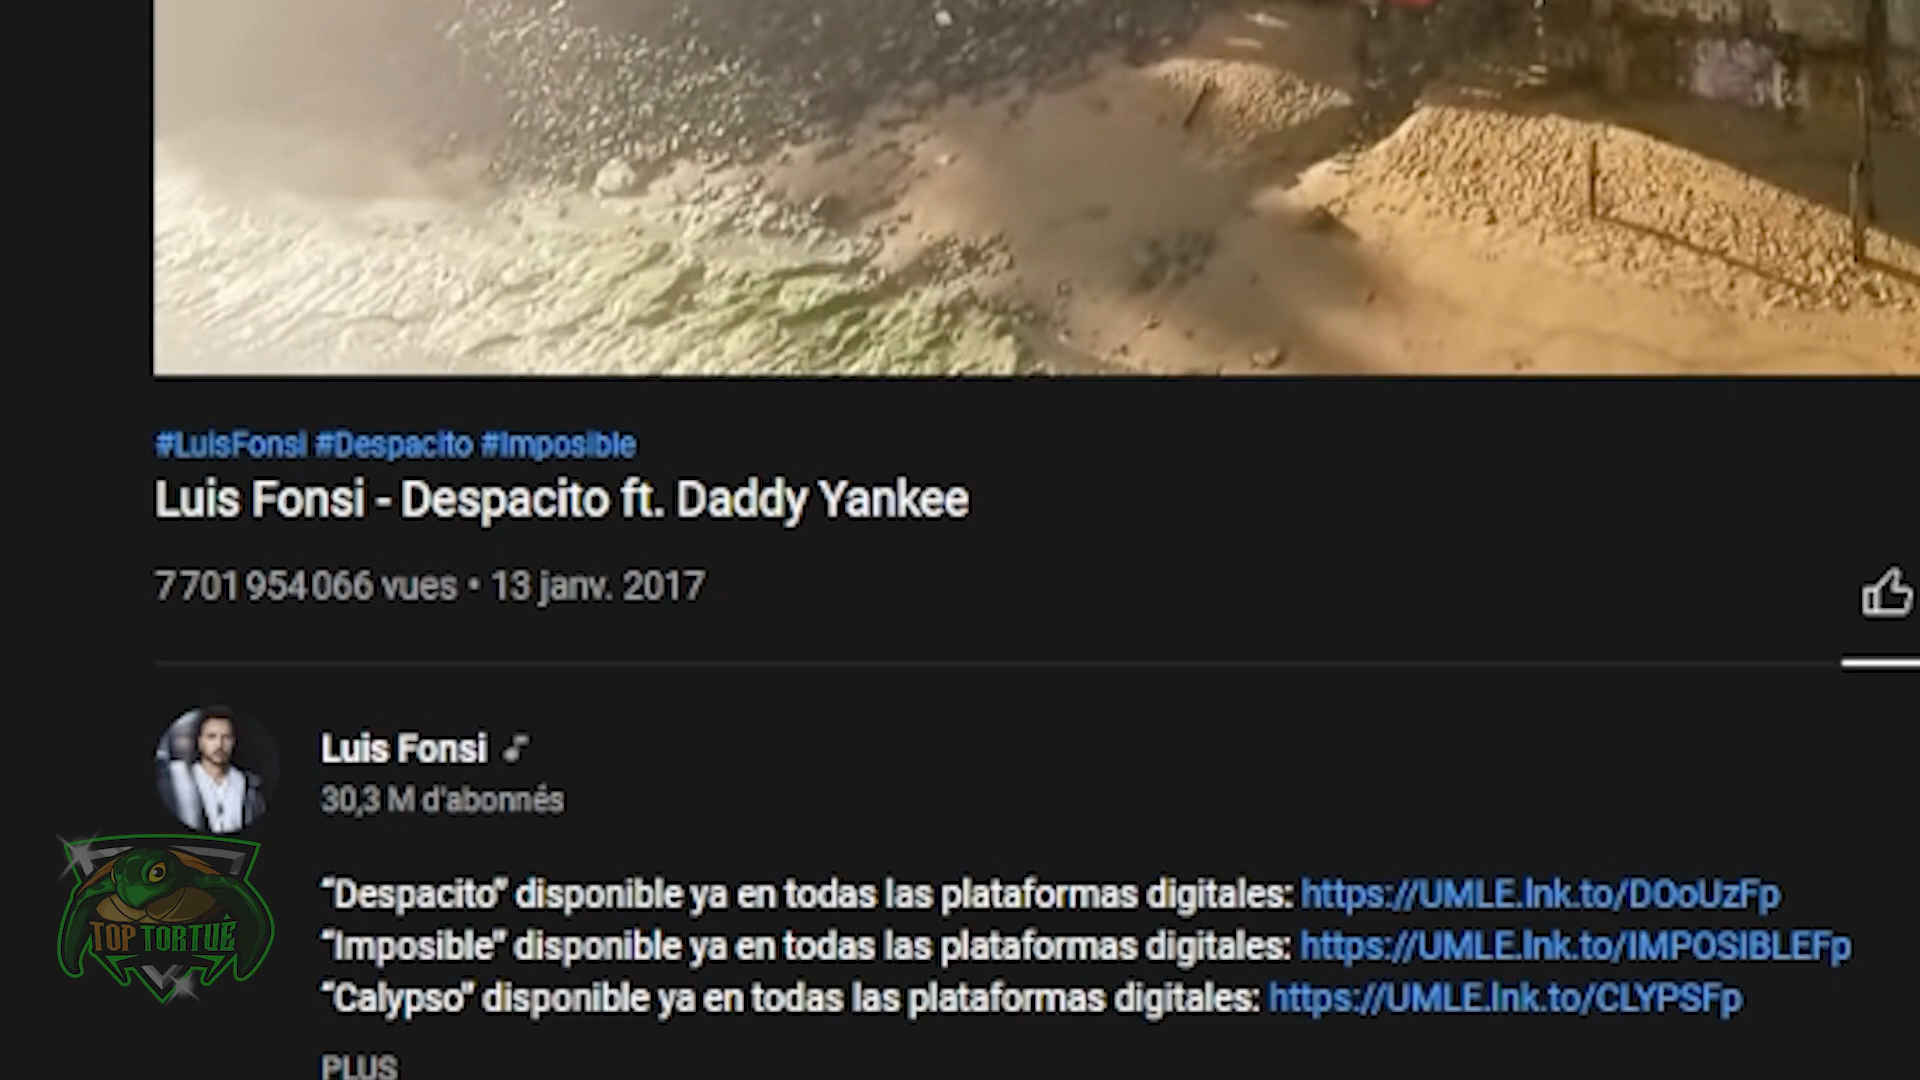 #LuisFonsi #Despacito #Imposible
Luis Fonsi - Despacito ft. Daddy Yankee
7 701 954 066 vues • 13 janv. 2017
Luis Fonsi
30,3 M d'abonnés
“Despacito” disponible ya en todas las plataformas digitales: https://UMLE.lnk.to/DOoUzFp
“Imposible” disponible ya en todas las plataformas digitales: https://UMLE.lnk.to/IMPOSIBLEFp
“Calypso” disponible ya en todas las plataformas digitales: https://UMLE.lnk.to/CLYPSFp
TOP TORTUE
PLUS